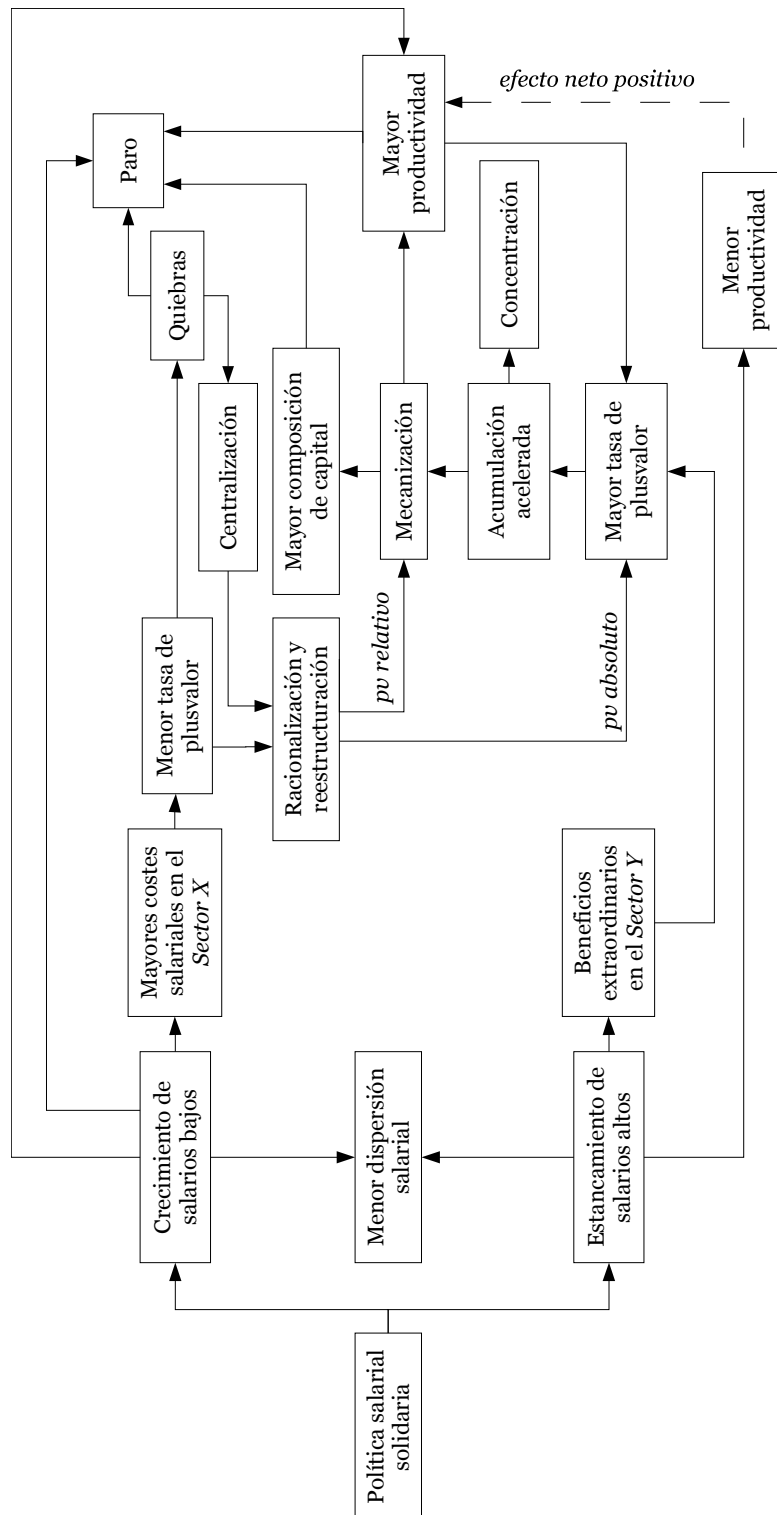 Política salarial
solidaria
Crecimiento de
salarios bajos
Menor dispersión
salarial
Estancamiento de
salarios altos
Mayores costes
salariales en el
Sector X
Beneficios
extraordinarios
en el Sector Y
Menor tasa de
plusvalor
Racionalización y
reestructuración
pv relativo
pv absoluto
Quiebras
Centralización
Mayor composición
de capital
Mecanización
Acumulación
acelerada
Mayor tasa de
plusvalor
Paro
Mayor
productividad
Concentración
efecto neto positivo
Menor
productividad